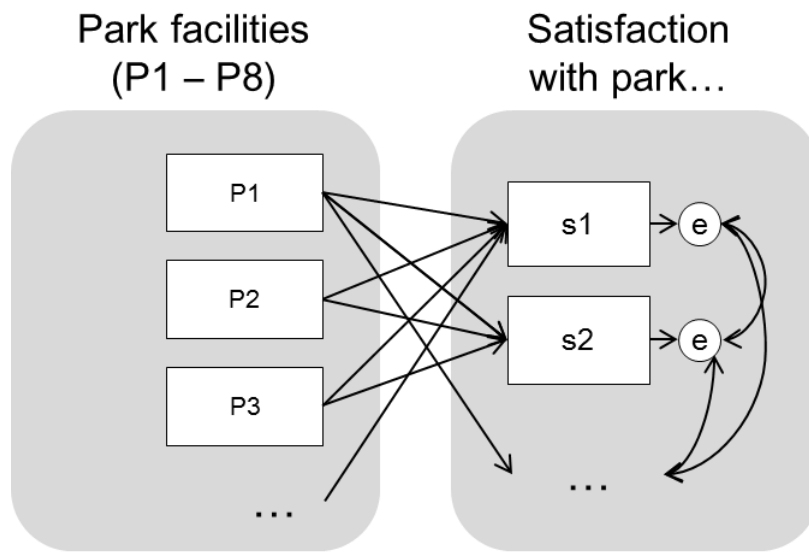 Park facilities
(P1 – P8)
Satisfaction
with park…
P1
P2
P3
…
s1
e
s2
e
…